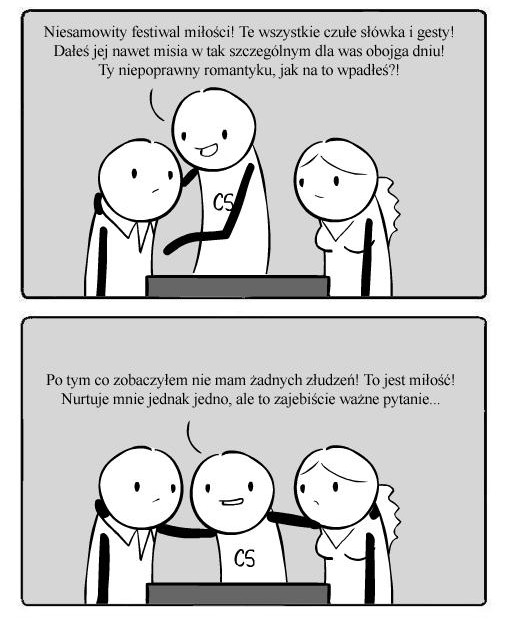 Niesamowity festiwal miłości! Te wszystkie czułe słówka i gesty!
Dałeś jej nawet misia w tak szczególnym dla was obojga dniu!
Ty niepoprawny romantyku, jak na to wpadłeś?!
CS
Po tym co zobaczyłem nie mam żadnych złudzeń! To jest miłość!
Nurtuje mnie jednak jedno, ale to zajebiście ważne pytanie...
CS